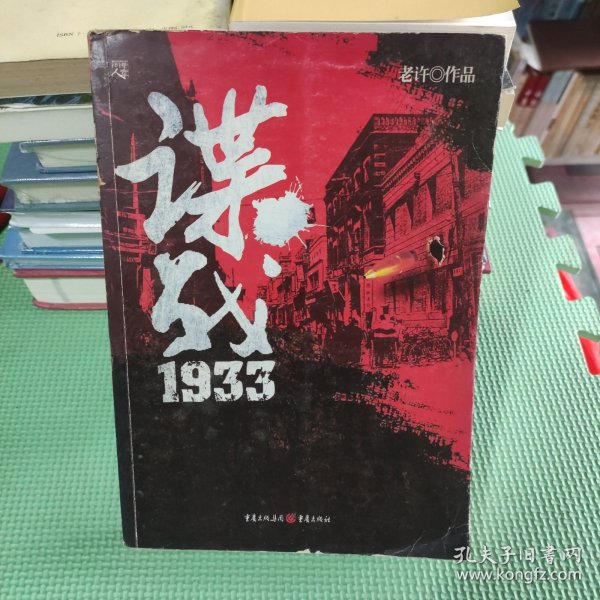 老许◎作品
谍战
1933
重庆出版集团 重庆出版社
孔夫子旧书网
www.kongfz.com